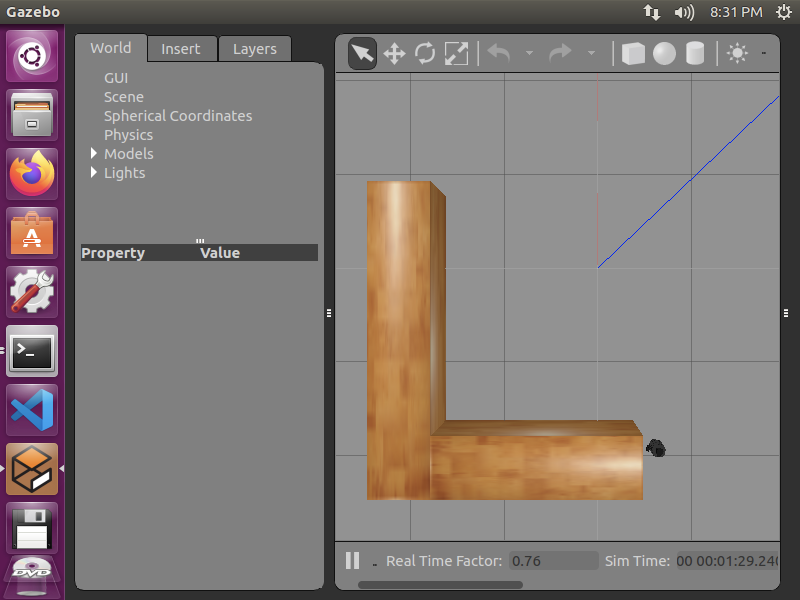 Gazebo
8:31 PM
World
Insert
Layers
GUI
Scene
Spherical Coordinates
Physics
Models
Lights
Property Value
Real Time Factor: 0.76 Sim Time: 00 00:01:29.240
DVD